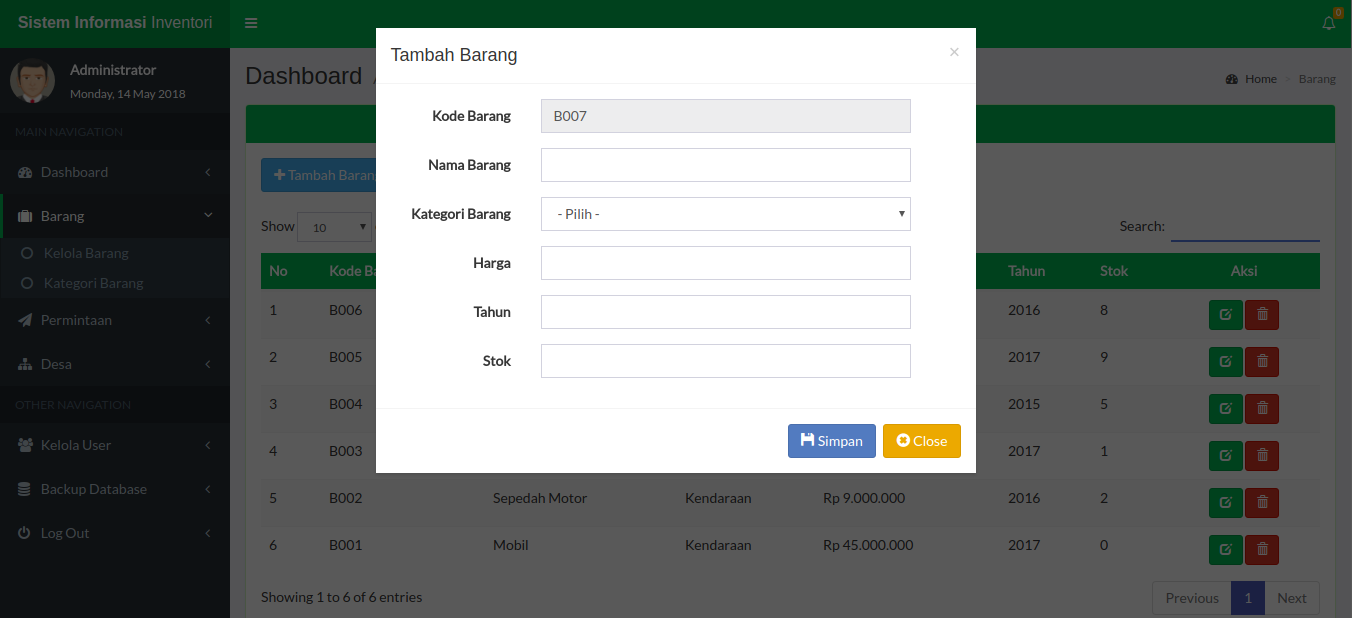 Sistem Informasi Inventori
0
Administrator
Monday, 14 May 2018
Dashboard
Home > Barang
MAIN NAVIGATION
Dashboard
Barang
Kelola Barang
Kategori Barang
Permintaan
Desa
OTHER NAVIGATION
Kelola User
Backup Database
Log Out
Tambah Barang ×
Kode Barang B007
Nama Barang
Kategori Barang - Pilih -
Harga
Tahun
Stok
Simpan Close
Tambah
Show 10
Search:
No Kode Tahun Stok Aksi
1 B006 2016 8
2 B005 2017 9
3 B004 2015 5
4 B003 2017 1
5 B002 Sepedah Motor Kendaraan Rp 9.000.000 2016 2
6 B001 Mobil Kendaraan Rp 45.000.000 2017 0
Showing 1 to 6 of 6 entries
Previous 1 Next